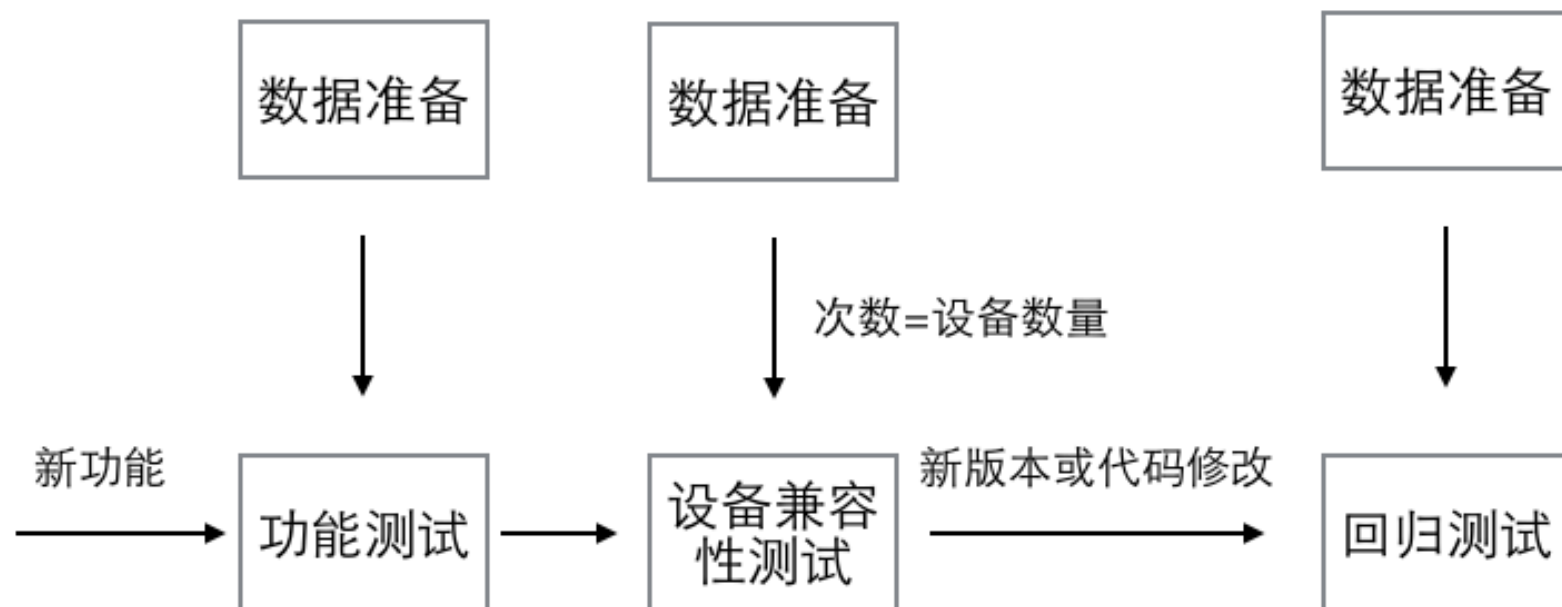 数据准备
数据准备
数据准备
次数=设备数量
新功能
功能测试
设备兼容
性测试
新版本或代码修改
回归测试